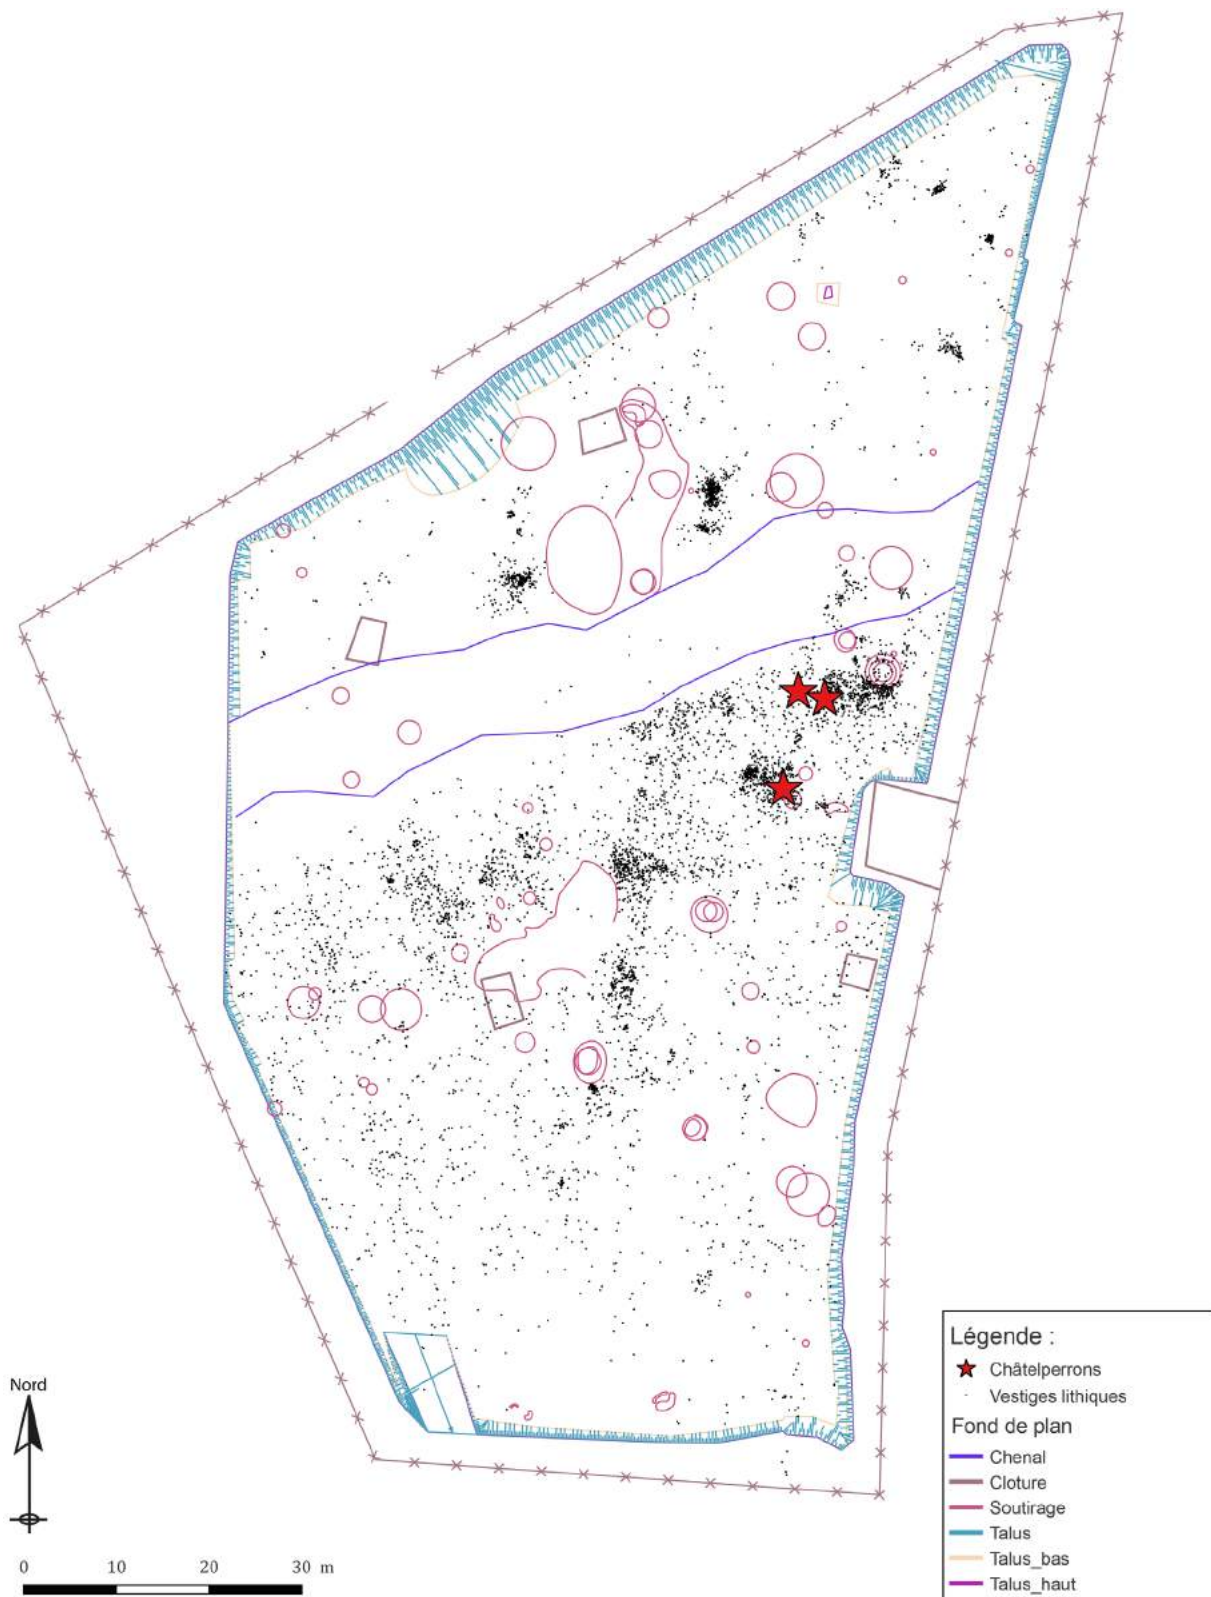 Nord
0 10 20 30 m
Légende :
Châtelperrons
Vestiges lithiques
Fond de plan
Chenal
Cloture
Soutirage
Talus
Talus_bas
Talus_haut